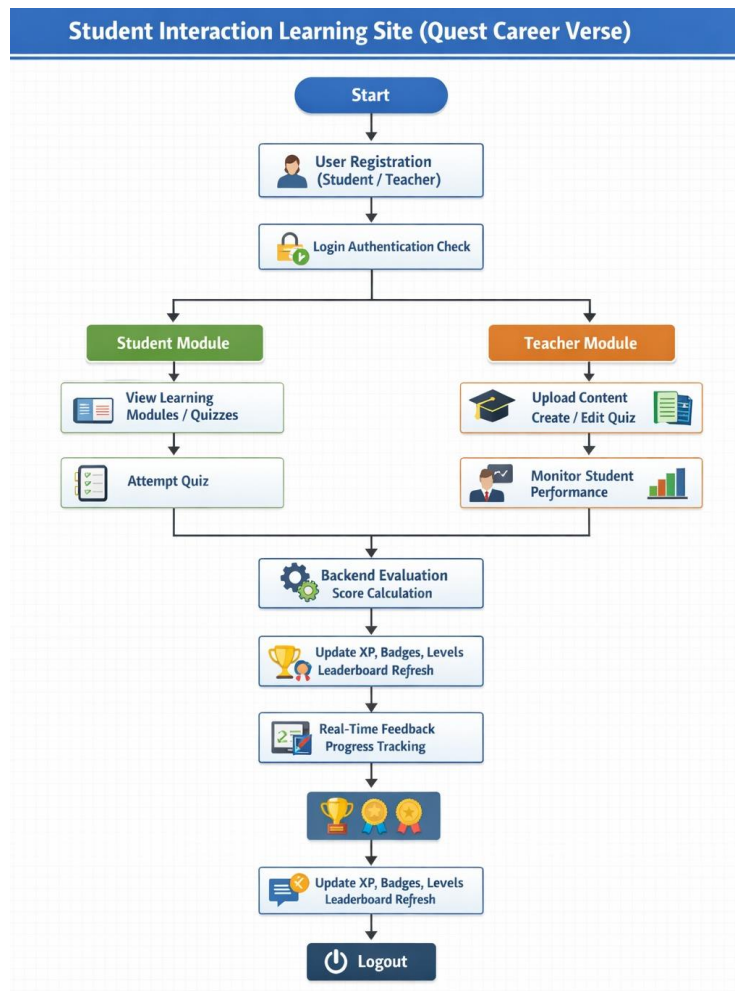 Student Interaction Learning Site (Quest Career Verse)
Start
User Registration
(Student / Teacher)
Login Authentication Check
Student Module
Teacher Module
View Learning
Modules / Quizzes
Upload Content
Create / Edit Quiz
Attempt Quiz
Monitor Student
Performance
Backend Evaluation
Score Calculation
Update XP, Badges, Levels
Leaderboard Refresh
Real-Time Feedback
Progress Tracking
Update XP, Badges, Levels
Leaderboard Refresh
Logout